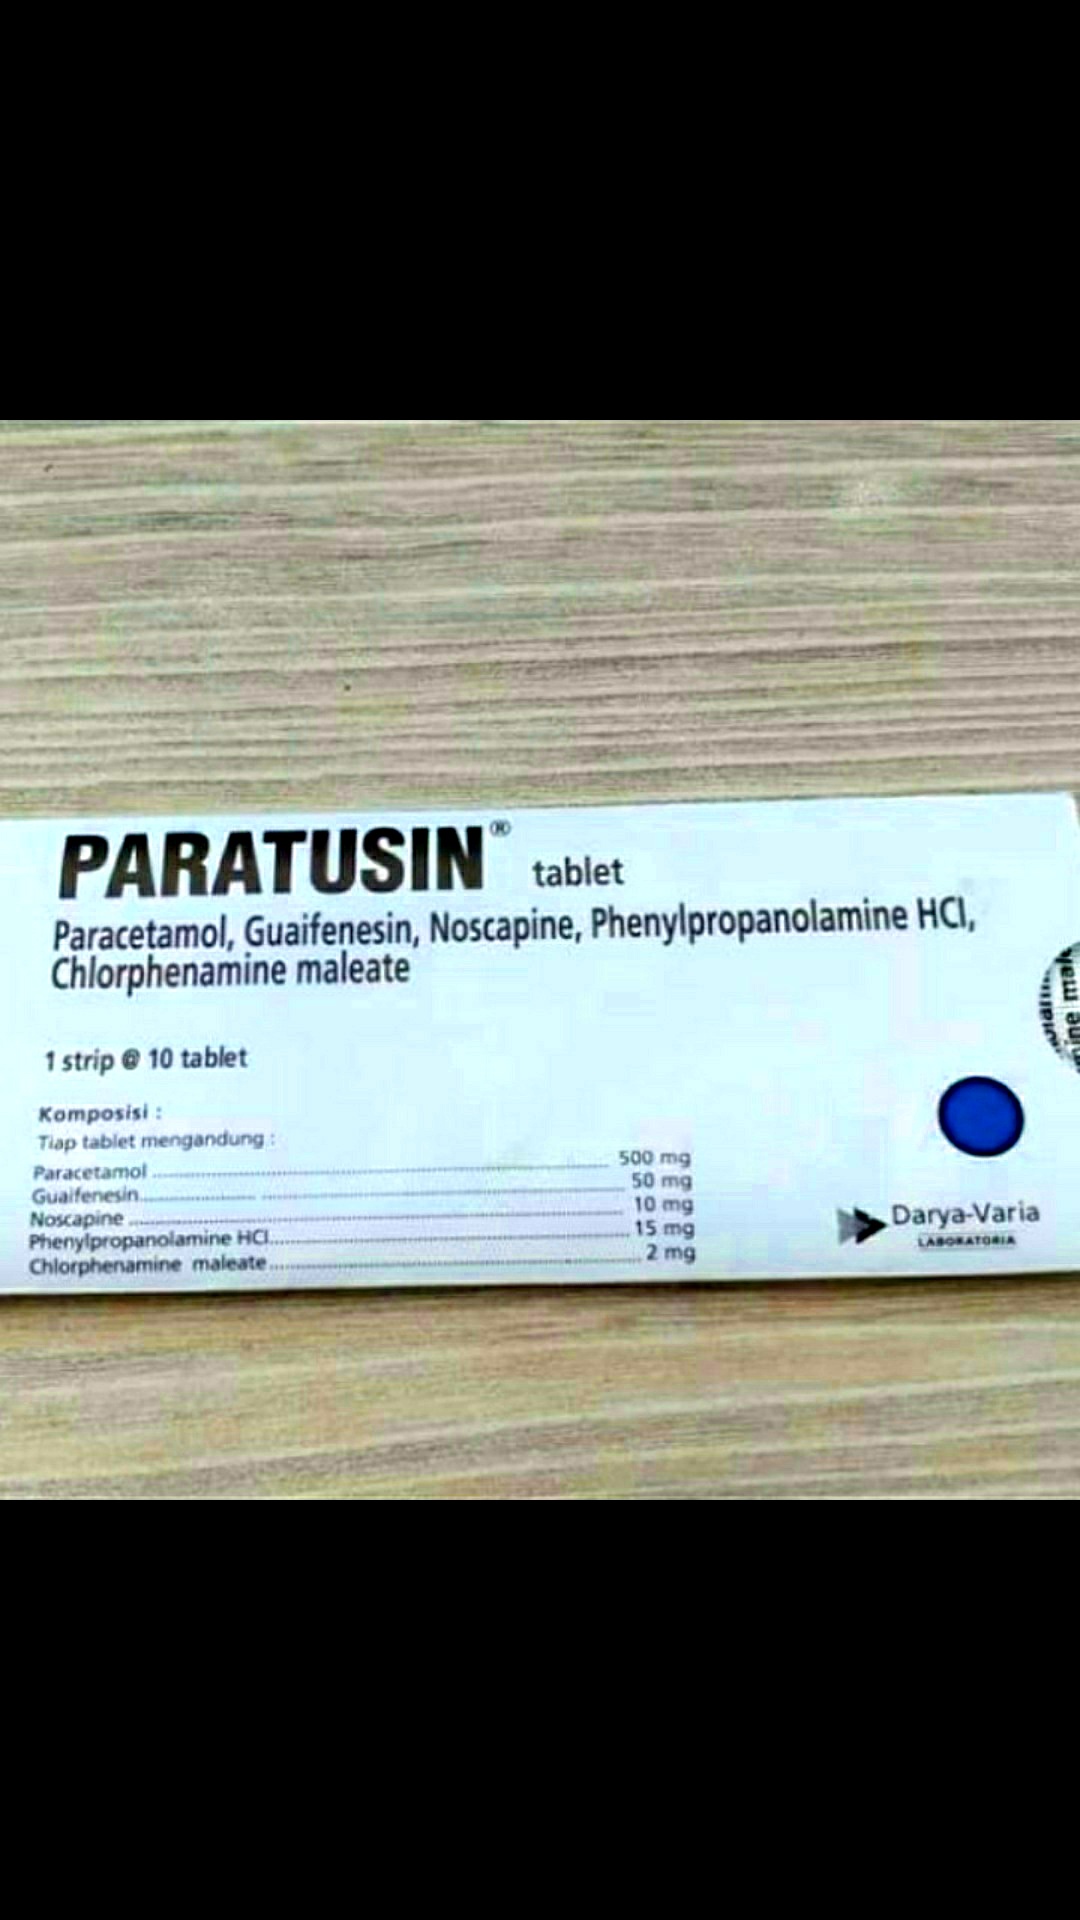 PARATUSIN® tablet
Paracetamol, Guaifenesin, Noscapine, Phenylpropanolamine HCl,
Chlorphenamine maleate
1 strip @ 10 tablet
Komposisi :
Tiap tablet mengandung :
Paracetamol ........ 500 mg
Guaifenesin........ 50 mg
Noscapine ........ 10 mg
Phenylpropanolamine HCl........ 15 mg
Chlorphenamine maleate........ 2 mg
Darya-Varia
LABORATORIA